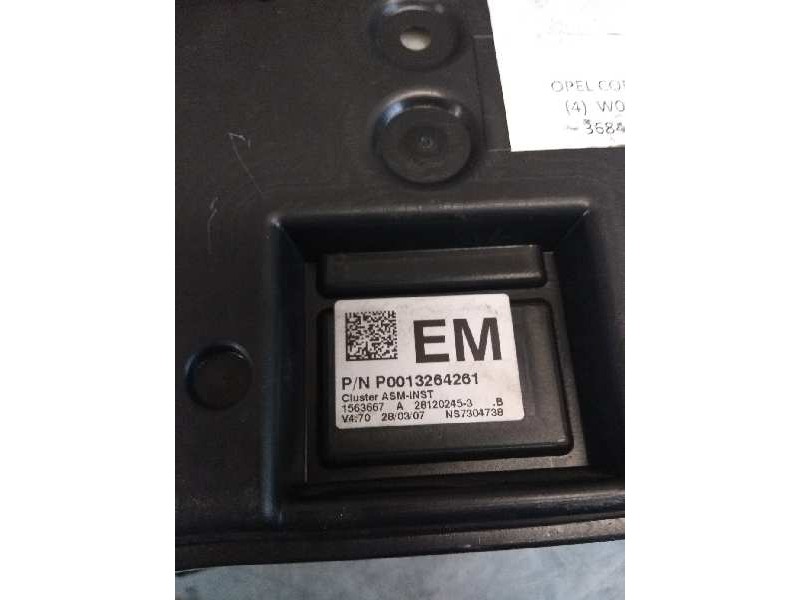 OPEL COR
(4) W0
-3684
EM
P/N P0013264261
Cluster ASM-INST
1563667 A 28120245-3 .B
V4.70 28/03/07 NS7304738